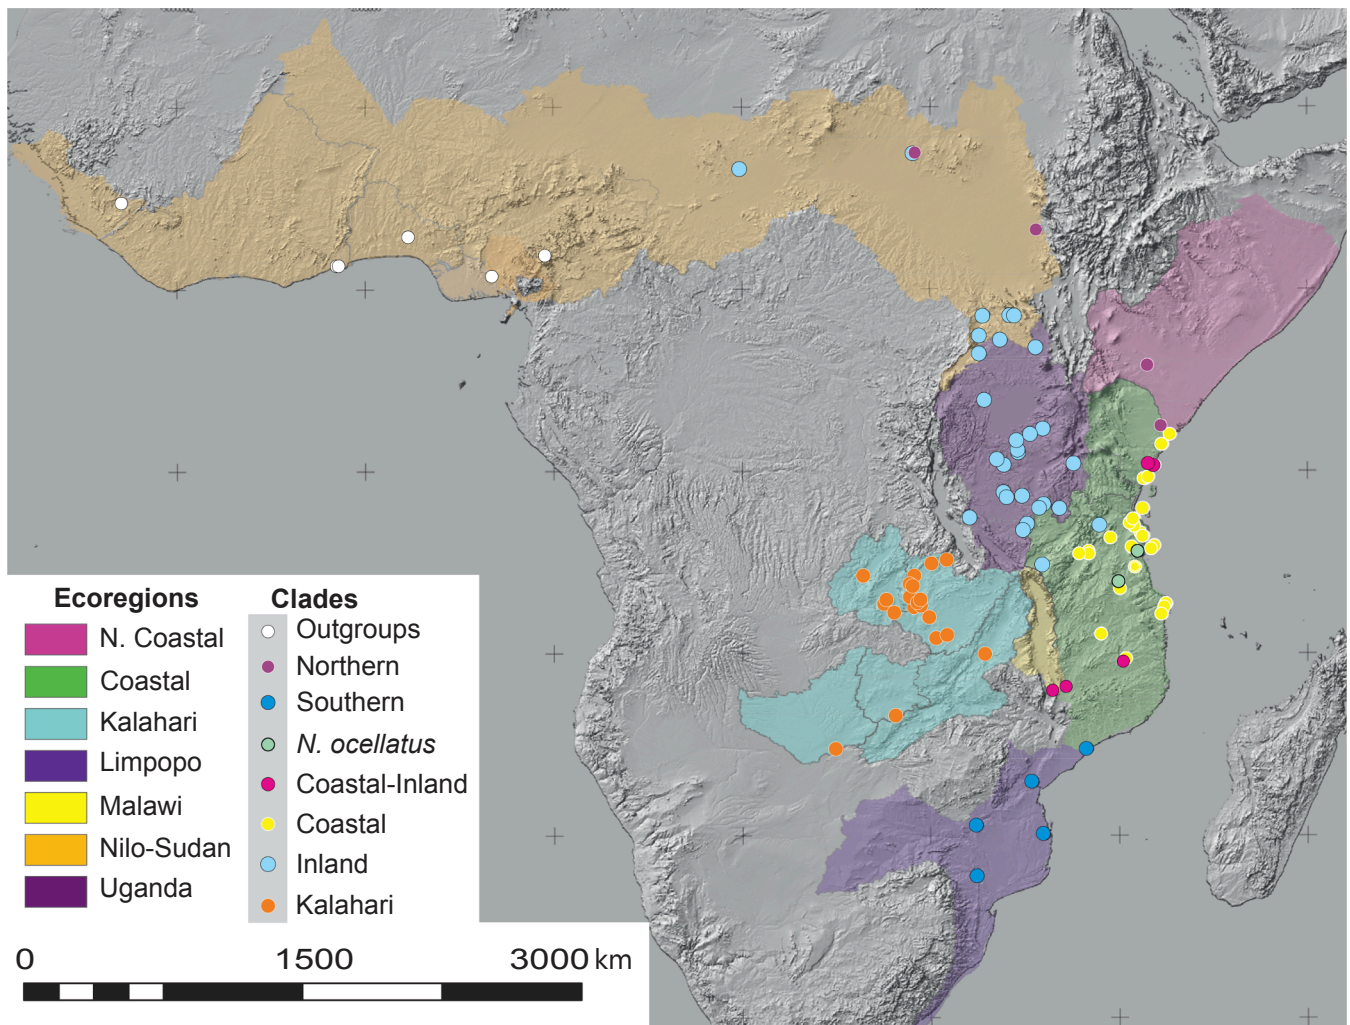 Ecoregions
N. Coastal
Coastal
Kalahari
Limpopo
Malawi
Nilo-Sudan
Uganda
Clades
Outgroups
Northern
Southern
N. ocellatus
Coastal-Inland
Coastal
Inland
Kalahari
0 1500 3000 km